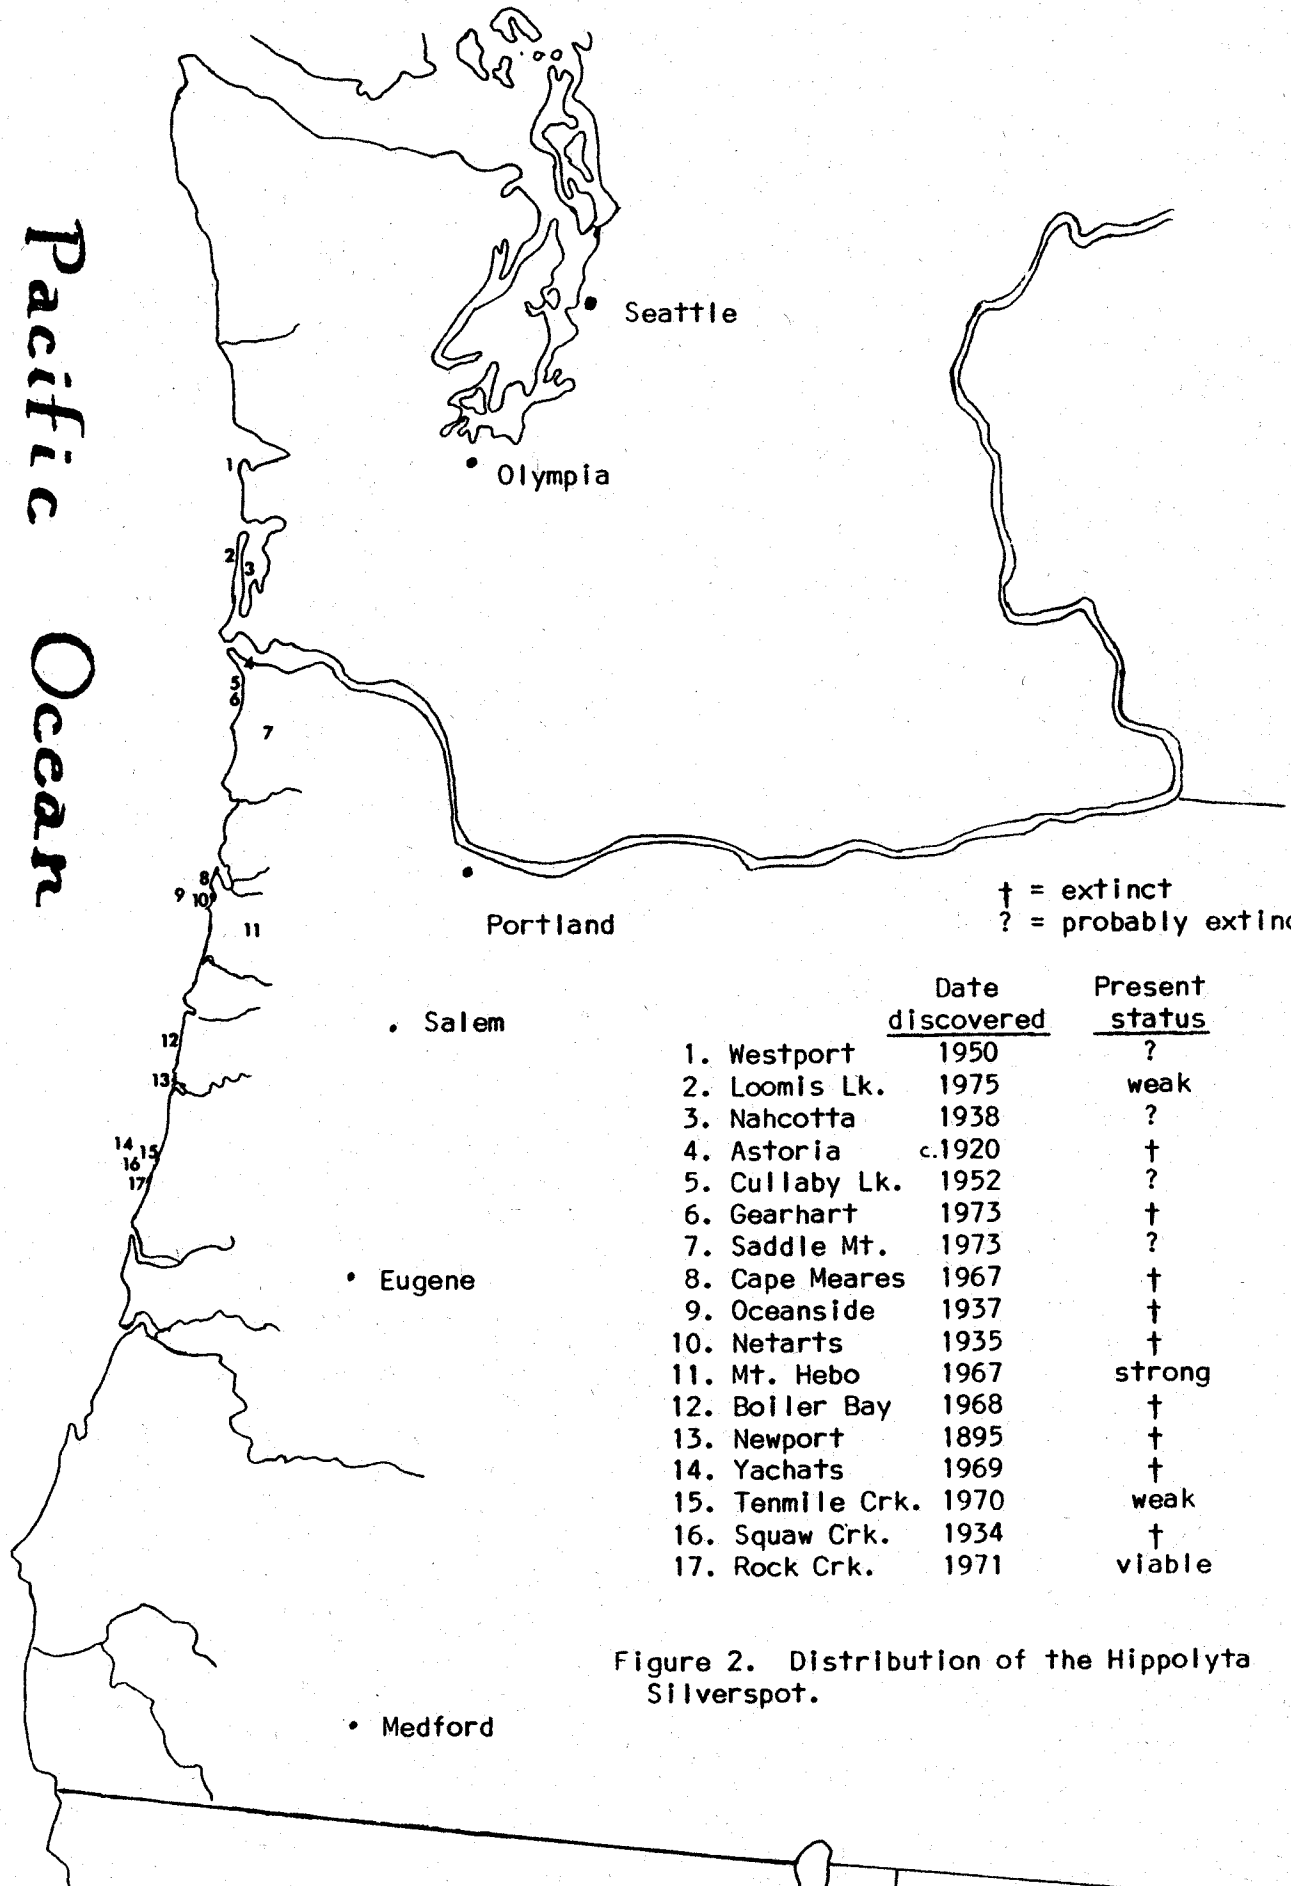 Pacific Ocean
Seattle
Olympia
1
2
3
4
5
6
7
8
9 10
11
12
13
14
15
16
17
Portland
Salem
Eugene
Medford
† = extinct
? = probably extinc
Date Present
discovered status
1. Westport 1950 ?
2. Loomis Lk. 1975 weak
3. Nahcotta 1938 ?
4. Astoria c.1920 †
5. Cullaby Lk. 1952 ?
6. Gearhart 1973 †
7. Saddle Mt. 1973 ?
8. Cape Meares 1967 †
9. Oceanside 1937 †
10. Netarts 1935 †
11. Mt. Hebo 1967 strong
12. Boiler Bay 1968 †
13. Newport 1895 †
14. Yachats 1969 †
15. Tenmile Crk. 1970 weak
16. Squaw Crk. 1934 †
17. Rock Crk. 1971 viable
Figure 2. Distribution of the Hippolyta
Silverspot.